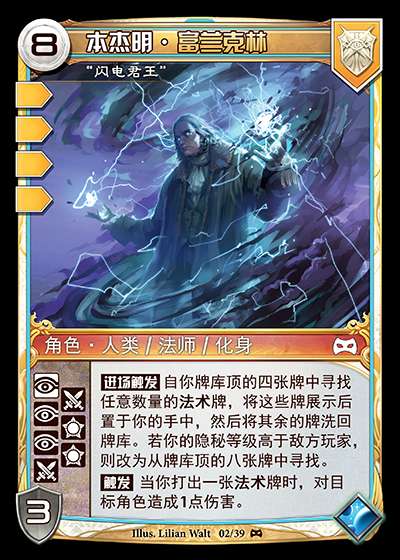 8
本杰明·富兰克林
“闪电君王”
角色·人类/法师/化身
进场触发 自你牌库顶的四张牌中寻找
任意数量的法术牌，将这些牌展示后
置于你的手中，然后将其余的牌洗回
牌库。若你的隐秘等级高于敌方玩家，
则改为从牌库顶的八张牌中寻找。
触发 当你打出一张法术牌时，对目
标角色造成1点伤害。
3
Illus. Lilian Walt 02/39